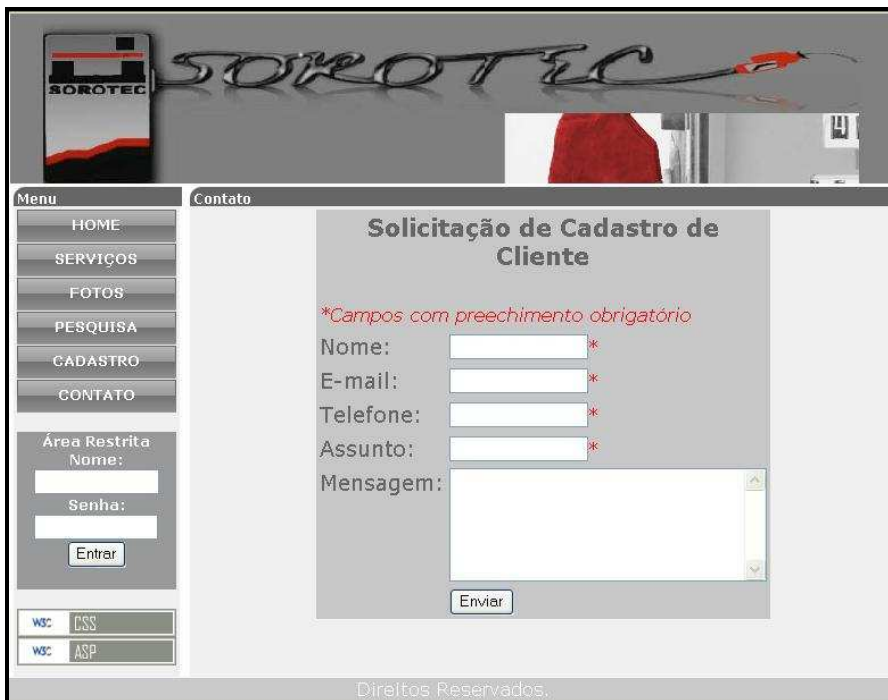 SOROTEC
SOROTEC
Menu
HOME
SERVIÇOS
FOTOS
PESQUISA
CADASTRO
CONTATO
Área Restrita
Nome:
Senha:
Entrar
W3C CSS
W3C ASP
Contato
Solicitação de Cadastro de
Cliente
*Campos com preechimento obrigatório
Nome: *
E-mail: *
Telefone: *
Assunto: *
Mensagem:
Enviar
Direitos Reservados.